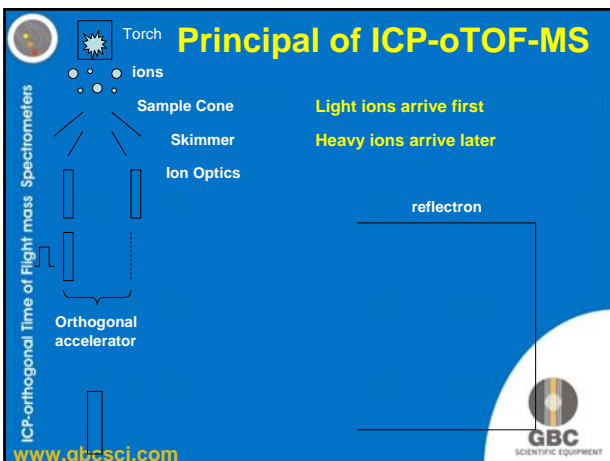 Torch
Principal of ICP-oTOF-MS
ions
Sample Cone
Light ions arrive first
Skimmer
Heavy ions arrive later
Ion Optics
reflectron
Orthogonal
accelerator
ICP-orthogonal Time of Flight mass Spectrometers
www.gbcsci.com
GBC
SCIENTIFIC EQUIPMENT